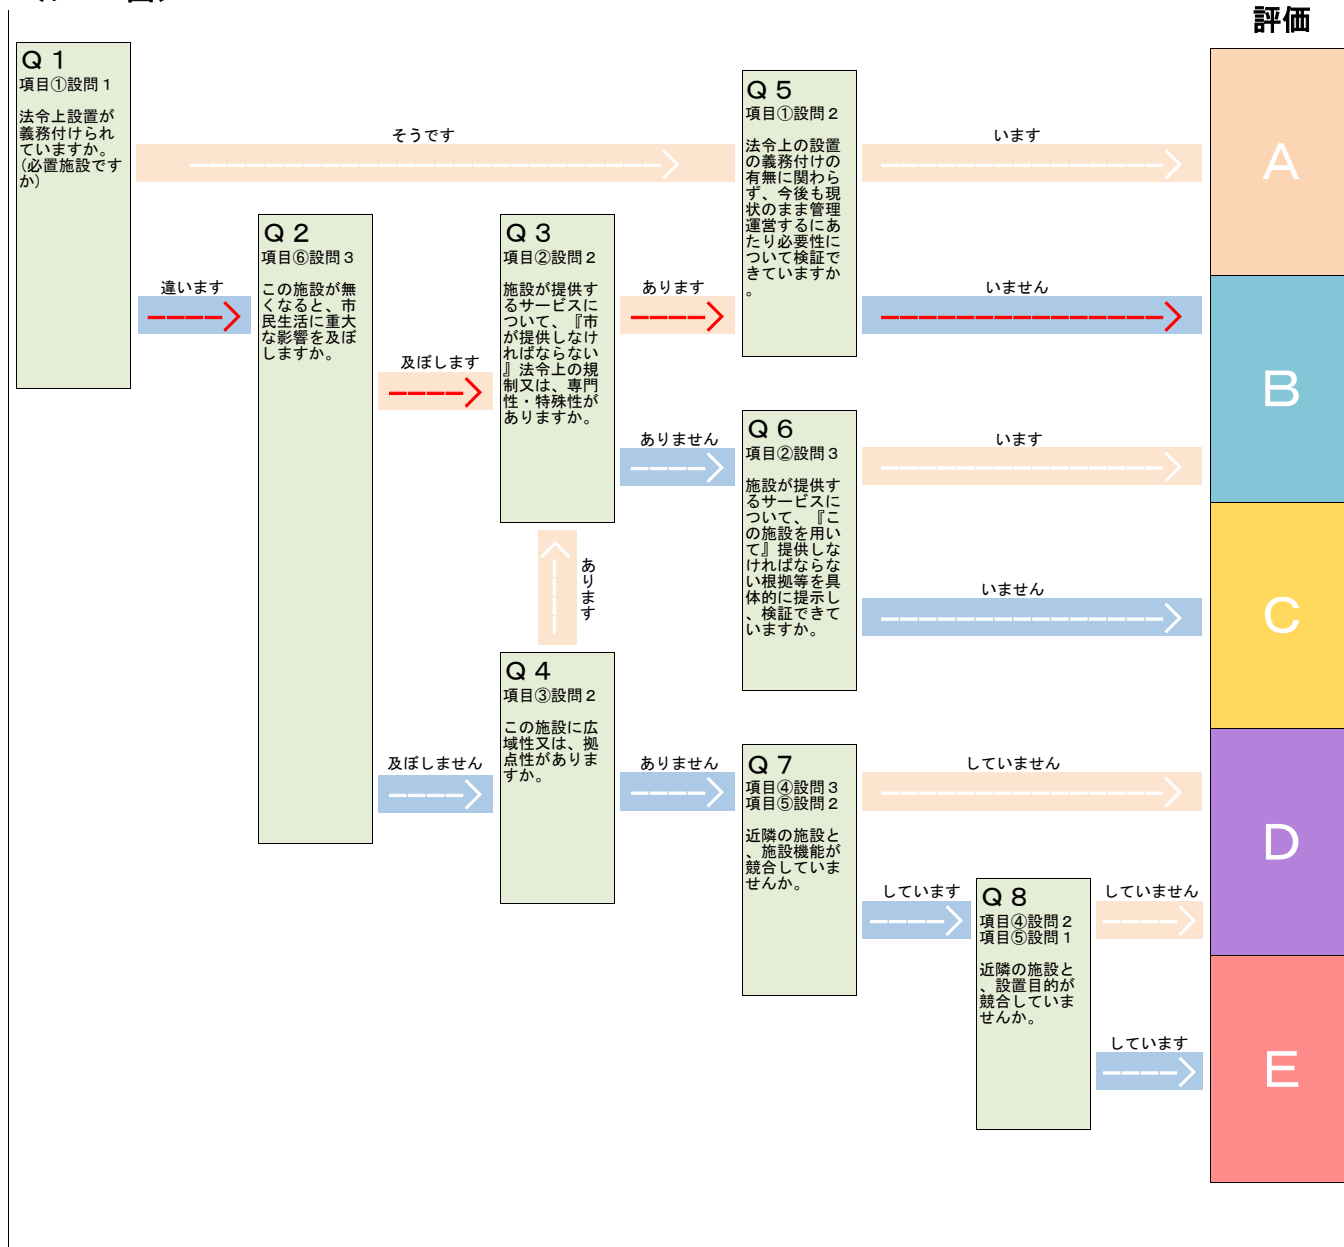 評価
Ｑ１
項目①設問１
法令上設置が
義務付けられ
ていますか。
（必置施設です
か）
そうです
違います
Ｑ２
項目⑥設問３
この施設が無
くなると、市
民生活に重大
な影響を及ぼ
しますか。
及ぼします
及ぼしません
Ｑ３
項目②設問２
施設が提供す
るサービスに
ついて、『市
が提供しなけ
ればならない
』法令上の規
制又は、専門
性・特殊性が
ありますか。
あります
ありません
あります
Ｑ４
項目③設問２
この施設に広
域性又は、拠
点性がありま
すか。
ありません
Ｑ５
項目①設問２
法令上の設置
の義務付けの
有無に関わら
ず、今後も現
状のまま管理
運営するにあ
たり必要性に
ついて検証で
きていますか
。
います
いません
Ｑ６
項目②設問３
施設が提供す
るサービスに
ついて、『こ
の施設を用い
て』提供しな
ければならな
い根拠等を具
体的に提示し
、検証できて
いますか。
います
いません
Ｑ７
項目④設問３
項目⑤設問２
近隣の施設と
、施設機能が
競合していま
せんか。
していません
しています
Ｑ８
項目④設問２
項目⑤設問１
近隣の施設と
、設置目的が
競合していま
せんか。
していません
しています
Ａ
Ｂ
Ｃ
Ｄ
Ｅ